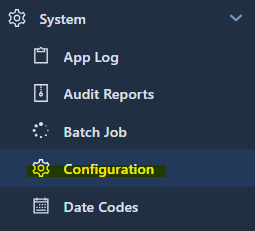 System
App Log
Audit Reports
Batch Job
Configuration
Date Codes